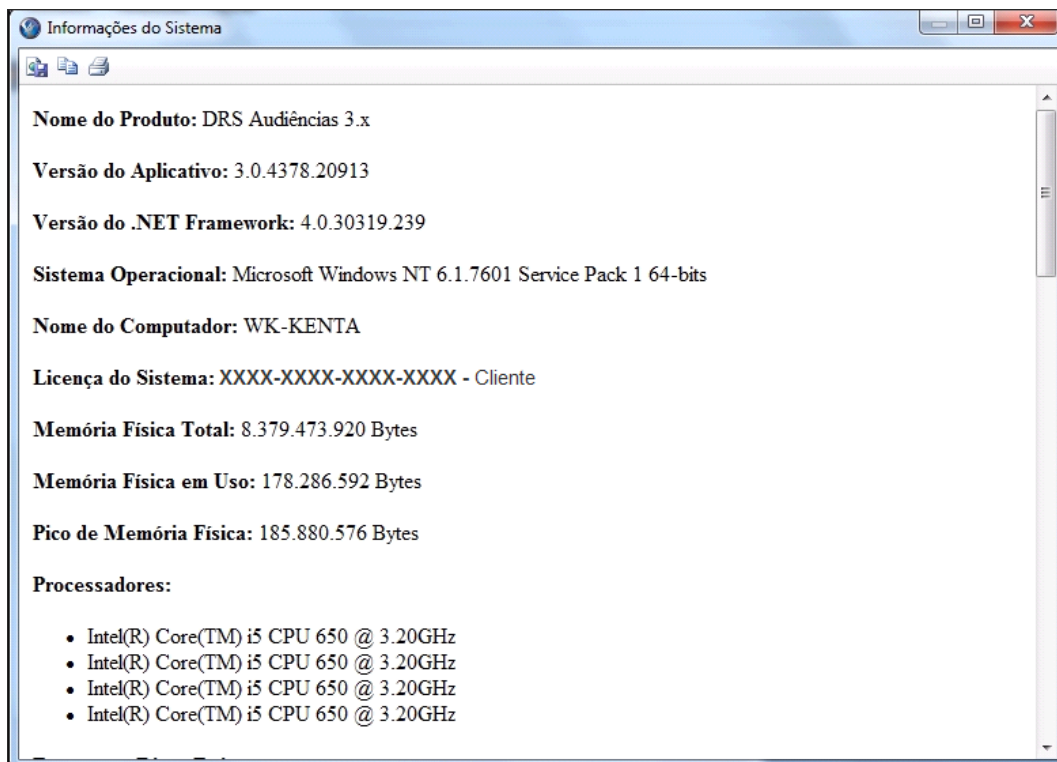 Informações do Sistema
Nome do Produto: DRS Audiências 3.x
Versão do Aplicativo: 3.0.4378.20913
Versão do .NET Framework: 4.0.30319.239
Sistema Operacional: Microsoft Windows NT 6.1.7601 Service Pack 1 64-bits
Nome do Computador: WK-KENTA
Licença do Sistema: XXXX-XXXX-XXXX-XXXX - Cliente
Memória Física Total: 8.379.473.920 Bytes
Memória Física em Uso: 178.286.592 Bytes
Pico de Memória Física: 185.880.576 Bytes
Processadores:
• Intel(R) Core(TM) i5 CPU 650 @ 3.20GHz
• Intel(R) Core(TM) i5 CPU 650 @ 3.20GHz
• Intel(R) Core(TM) i5 CPU 650 @ 3.20GHz
• Intel(R) Core(TM) i5 CPU 650 @ 3.20GHz